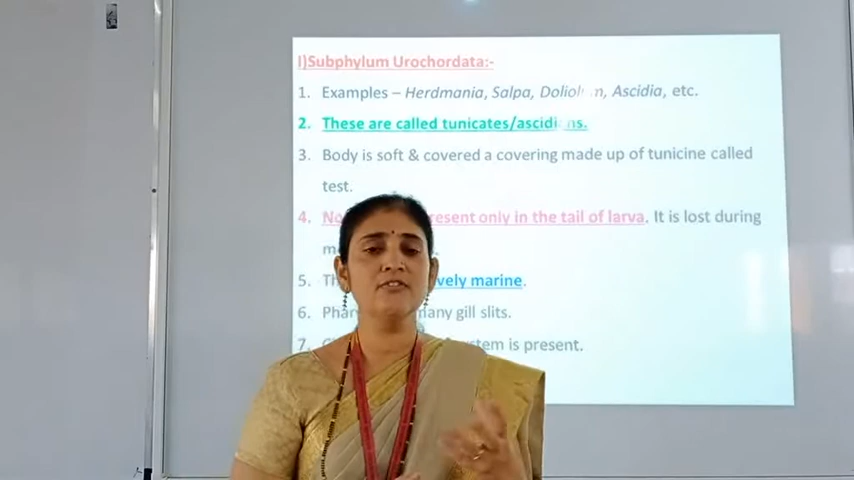 I)Subphylum Urochordata:-
1. Examples – Herdmania, Salpa, Ascidia, etc.
2. These are called tunicates/ascidians.
3. Body is soft & covered a covering made up of tunicine called
test.
4. present only in the tail of larva. It is lost during
5. marine.
6. many gill slits.
7. is present.